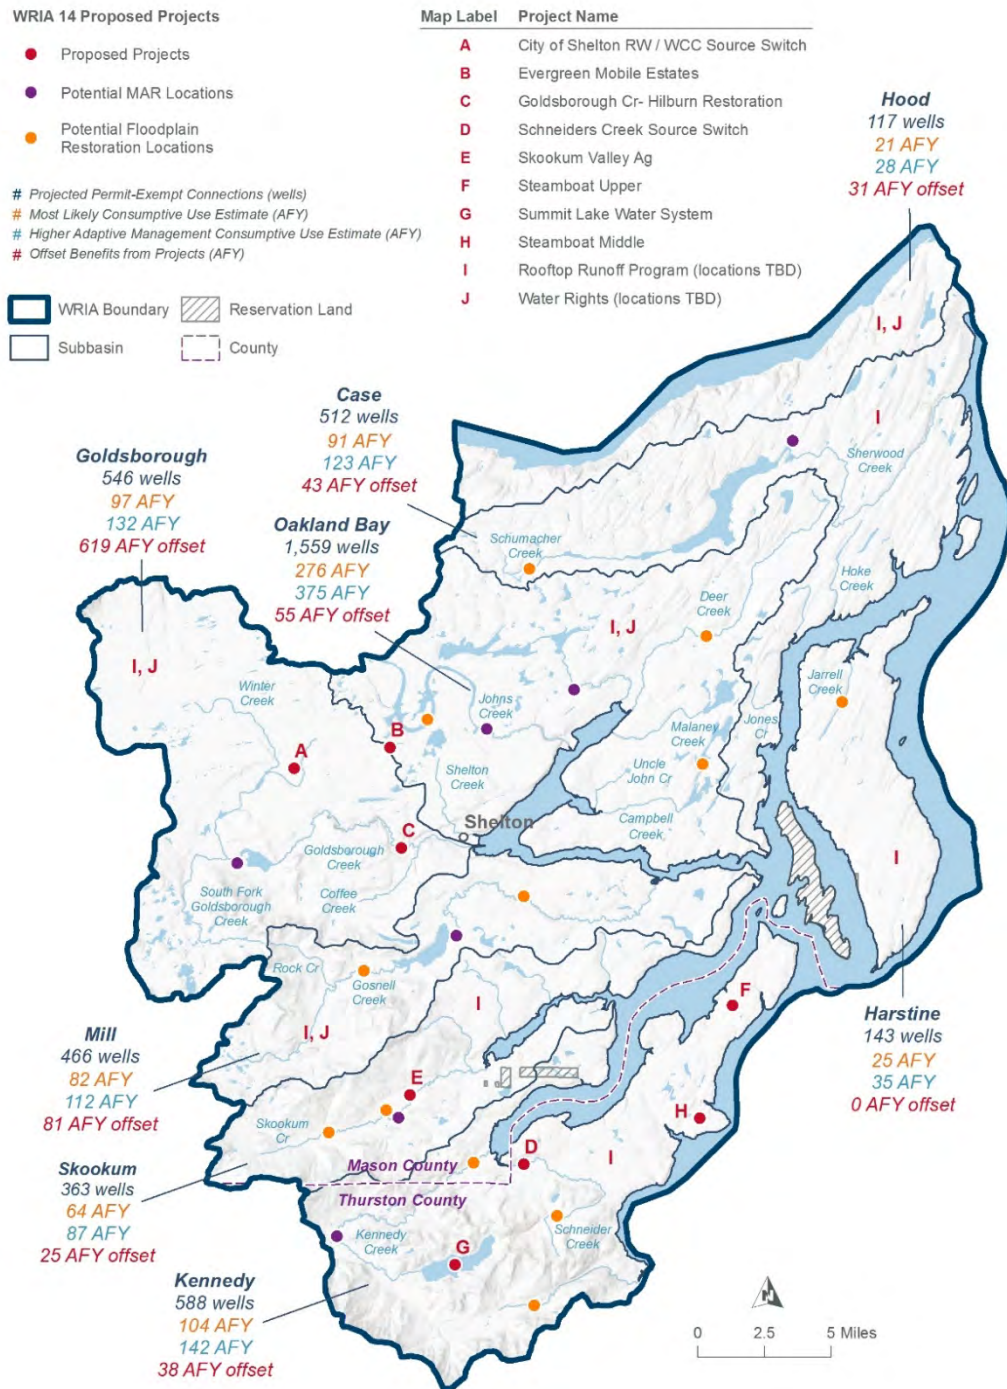 WRIA 14 Proposed Projects
Proposed Projects
Potential MAR Locations
Potential Floodplain
Restoration Locations
# Projected Permit-Exempt Connections (wells)
# Most Likely Consumptive Use Estimate (AFY)
# Higher Adaptive Management Consumptive Use Estimate (AFY)
# Offset Benefits from Projects (AFY)
WRIA Boundary
Reservation Land
Subbasin
County
Map Label Project Name
A City of Shelton RW / WCC Source Switch
B Evergreen Mobile Estates
C Goldsborough Cr- Hilburn Restoration
D Schneiders Creek Source Switch
E Skookum Valley Ag
F Steamboat Upper
G Summit Lake Water System
H Steamboat Middle
I Rooftop Runoff Program (locations TBD)
J Water Rights (locations TBD)
Hood
117 wells
21 AFY
28 AFY
31 AFY offset
I, J
I
Case
512 wells
91 AFY
123 AFY
43 AFY offset
Sherwood
Creek
Goldsborough
546 wells
97 AFY
132 AFY
619 AFY offset
Oakland Bay
1,559 wells
276 AFY
375 AFY
55 AFY offset
Schumacher
Creek
Hoke
Creek
Deer
Creek
I, J
I, J
Winter
Creek
Johns
Creek
Jarrell
Creek
Malaney
Creek
Jones
Cr
B
A
Shelton
Creek
Uncle
John Cr
Campbell
Creek
Shelton
C
Goldsborough
Creek
I
South Fork
Goldsborough
Creek
Coffee
Creek
Rock Cr
Gosnell
Creek
F
Harstine
143 wells
25 AFY
35 AFY
0 AFY offset
Mill
466 wells
82 AFY
112 AFY
81 AFY offset
I, J
I
E
Skookum
Cr
H
D
I
Mason County
Thurston County
Skookum
363 wells
64 AFY
87 AFY
25 AFY offset
Kennedy
Creek
Schneider
Creek
G
Kennedy
588 wells
104 AFY
142 AFY
38 AFY offset
N
0 2.5 5 Miles